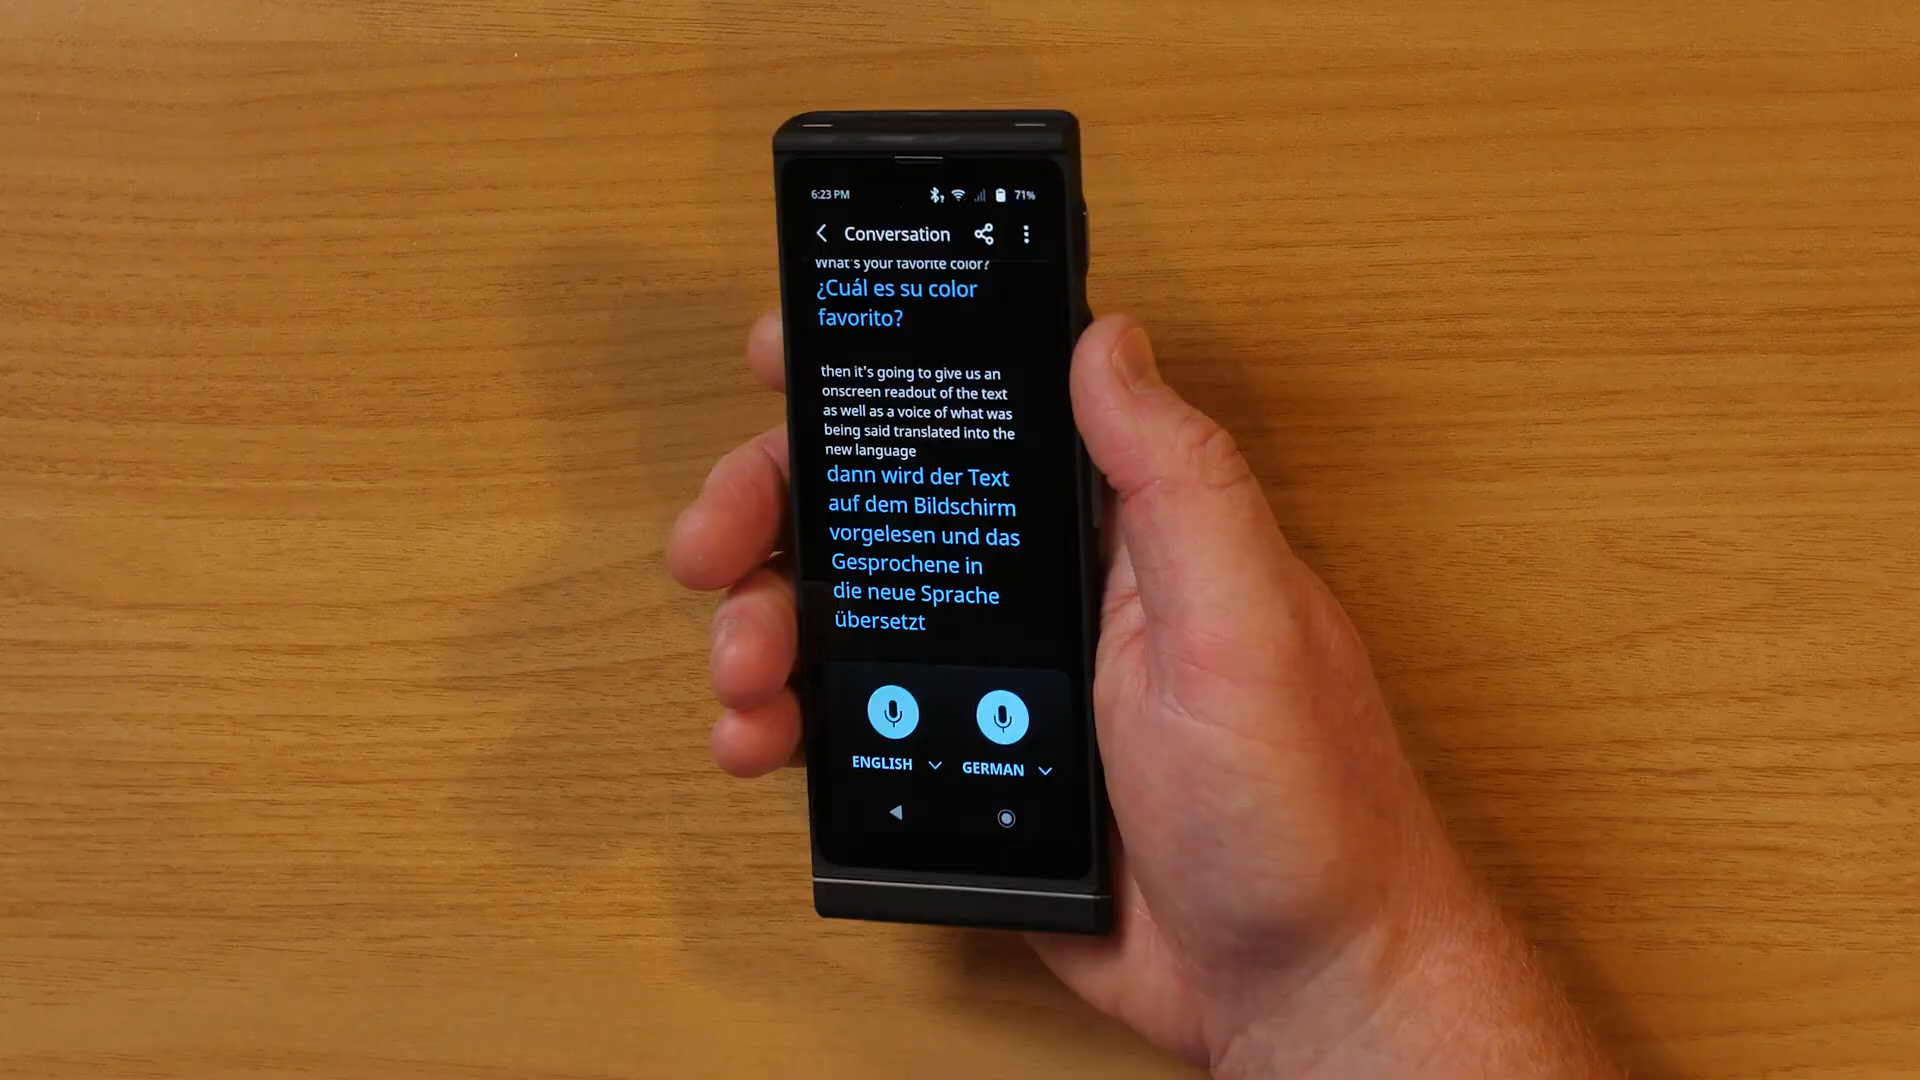 6:23 PM
71%
Conversation
What's your favorite color?
¿Cuál es su color
favorito?
then it's going to give us an
onscreen readout of the text
as well as a voice of what was
being said translated into the
new language
dann wird der Text
auf dem Bildschirm
vorgelesen und das
Gesprochene in
die neue Sprache
übersetzt
ENGLISH
GERMAN